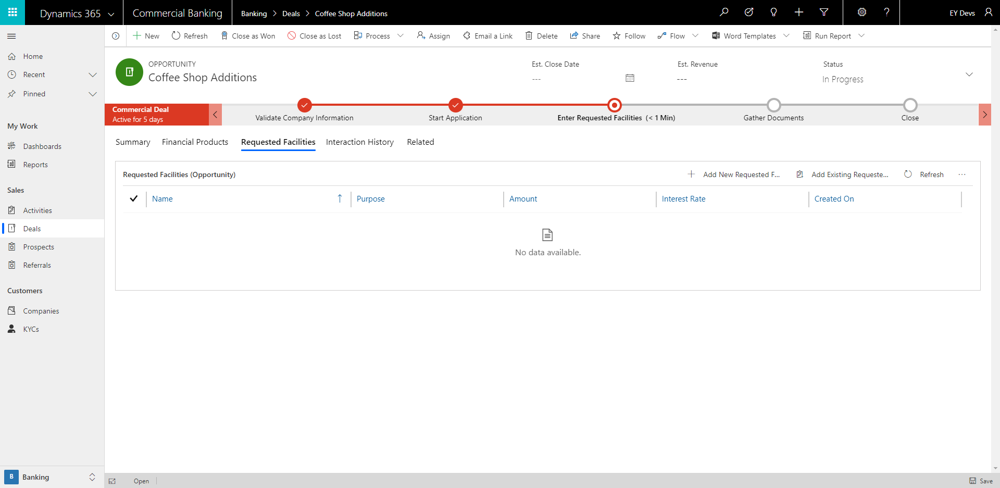 Dynamics 365
Commercial Banking
Banking > Deals > Coffee Shop Additions
EY Devs
New
Refresh
Close as Won
Close as Lost
Process
Assign
Email a Link
Delete
Share
Follow
Flow
Word Templates
Run Report
Home
Recent
Pinned
My Work
Dashboards
Reports
Sales
Activities
Deals
Prospects
Referrals
Customers
Companies
KYCs
B Banking
OPPORTUNITY
Coffee Shop Additions
Est. Close Date
---
Est. Revenue
---
Status
In Progress
Commercial Deal
Active for 5 days
Validate Company Information
Start Application
Enter Requested Facilities (< 1 Min)
Gather Documents
Close
Summary
Financial Products
Requested Facilities
Interaction History
Related
Requested Facilities (Opportunity)
Add New Requested F...
Add Existing Requeste...
Refresh
...
Name
Purpose
Amount
Interest Rate
Created On
No data available.
Open
Save